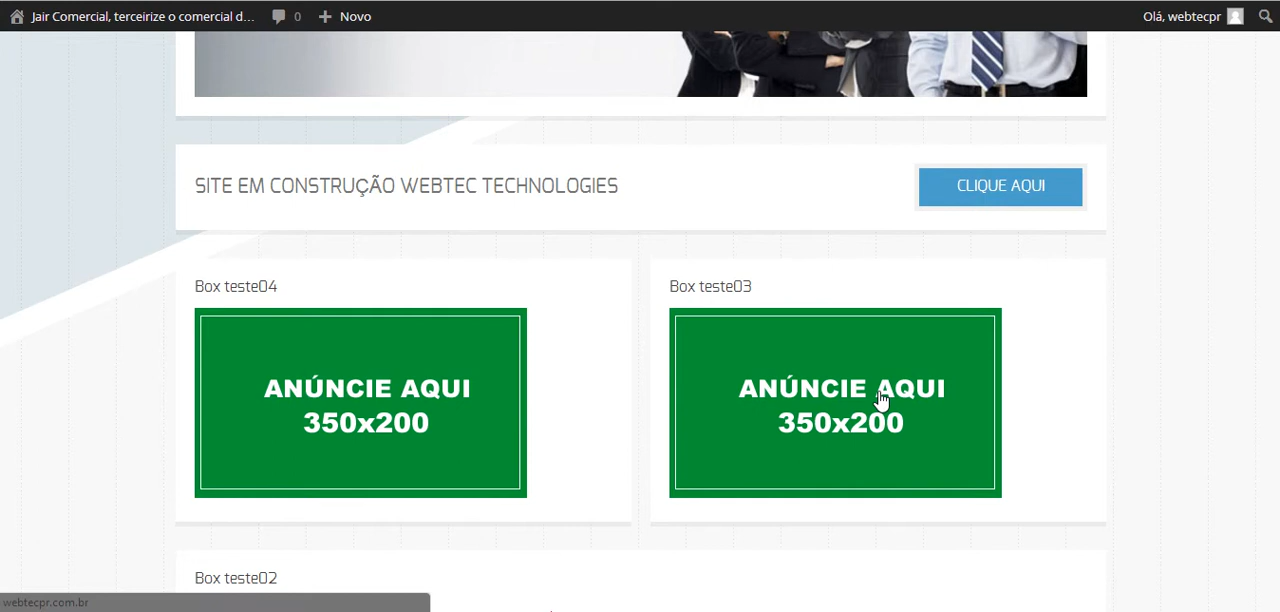 Jair Comercial, terceirize o comercial d... 0 Novo Olá, webtecpr
SITE EM CONSTRUÇÃO WEBTEC TECHNOLOGIES
CLIQUE AQUI
Box teste04
ANÚNCIE AQUI
350x200
Box teste03
ANÚNCIE AQUI
350x200
Box teste02
webtecpr.com.br